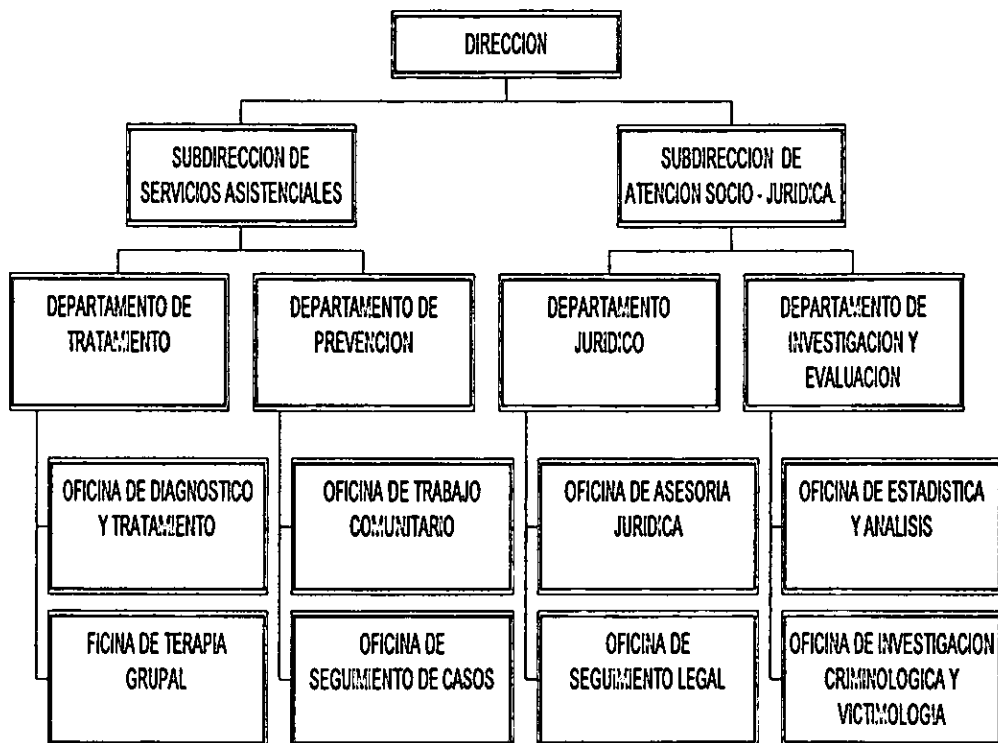 DIRECCION
SUBDIRECCION DE
SERVICIOS ASISTENCIALES
SUBDIRECCION DE
ATENCION SOCIO - JURIDICA
DEPARTAMENTO DE
TRATAMIENTO
DEPARTAMENTO DE
PREVENCION
DEPARTAMENTO
JURIDICO
DEPARTAMENTO DE
INVESTIGACION Y
EVALUACION
OFICINA DE DIAGNOSTICO
Y TRATAMIENTO
OFICINA DE TRABAJO
COMUNITARIO
OFICINA DE ASESORIA
JURIDICA
OFICINA DE ESTADISTICA
Y ANALISIS
FICINA DE TERAPIA
GRUPAL
OFICINA DE
SEGUIMIENTO DE CASOS
OFICINA DE
SEGUIMIENTO LEGAL
OFICINA DE INVESTIGACION
CRIMINOLOGICA Y
VICTIMOLOGIA